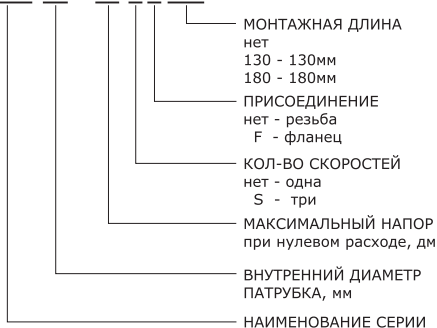 МОНТАЖНАЯ ДЛИНА
нет
130 - 130мм
180 - 180мм
ПРИСОЕДИНЕНИЕ
нет - резьба
F - фланец
КОЛ-ВО СКОРОСТЕЙ
нет - одна
S - три
МАКСИМАЛЬНЫЙ НАПОР
при нулевом расходе, дм
ВНУТРЕННИЙ ДИАМЕТР
ПАТРУБКА, мм
НАИМЕНОВАНИЕ СЕРИИ